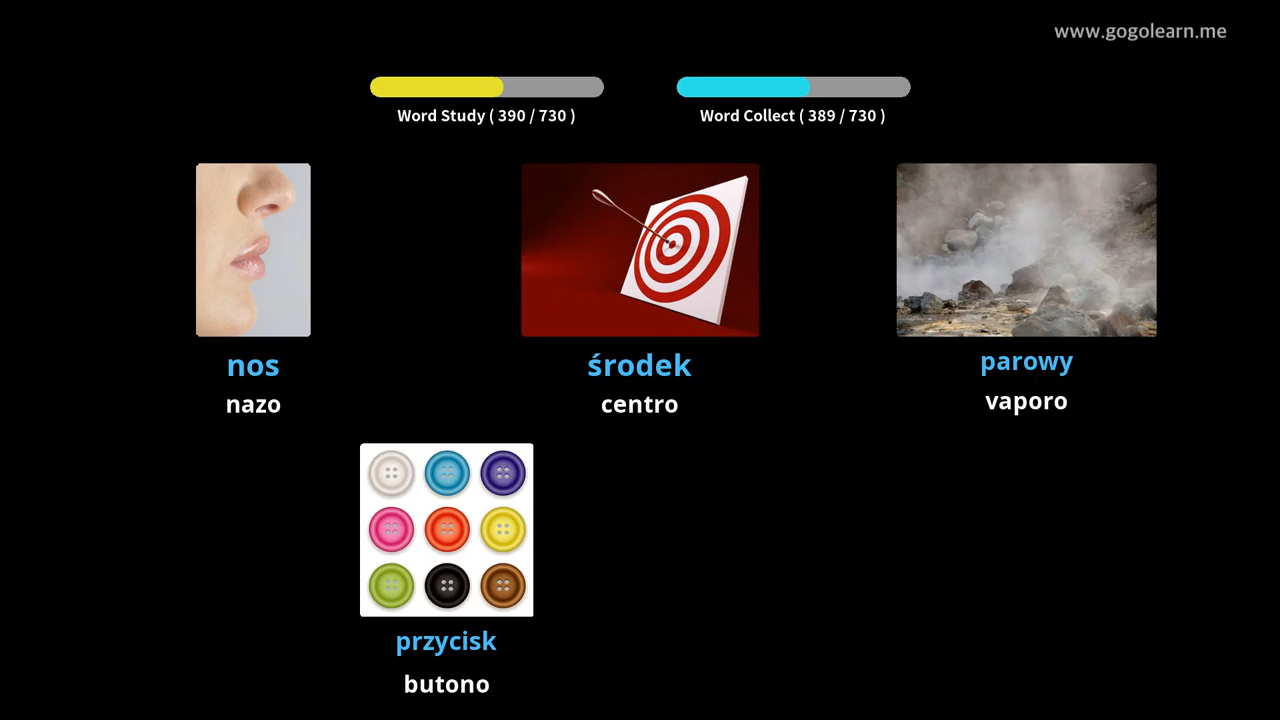 www.gogolearn.me
Word Study ( 390 / 730 )
Word Collect ( 389 / 730 )
nos
nazo
środek
centro
parowy
vaporo
przycisk
butono